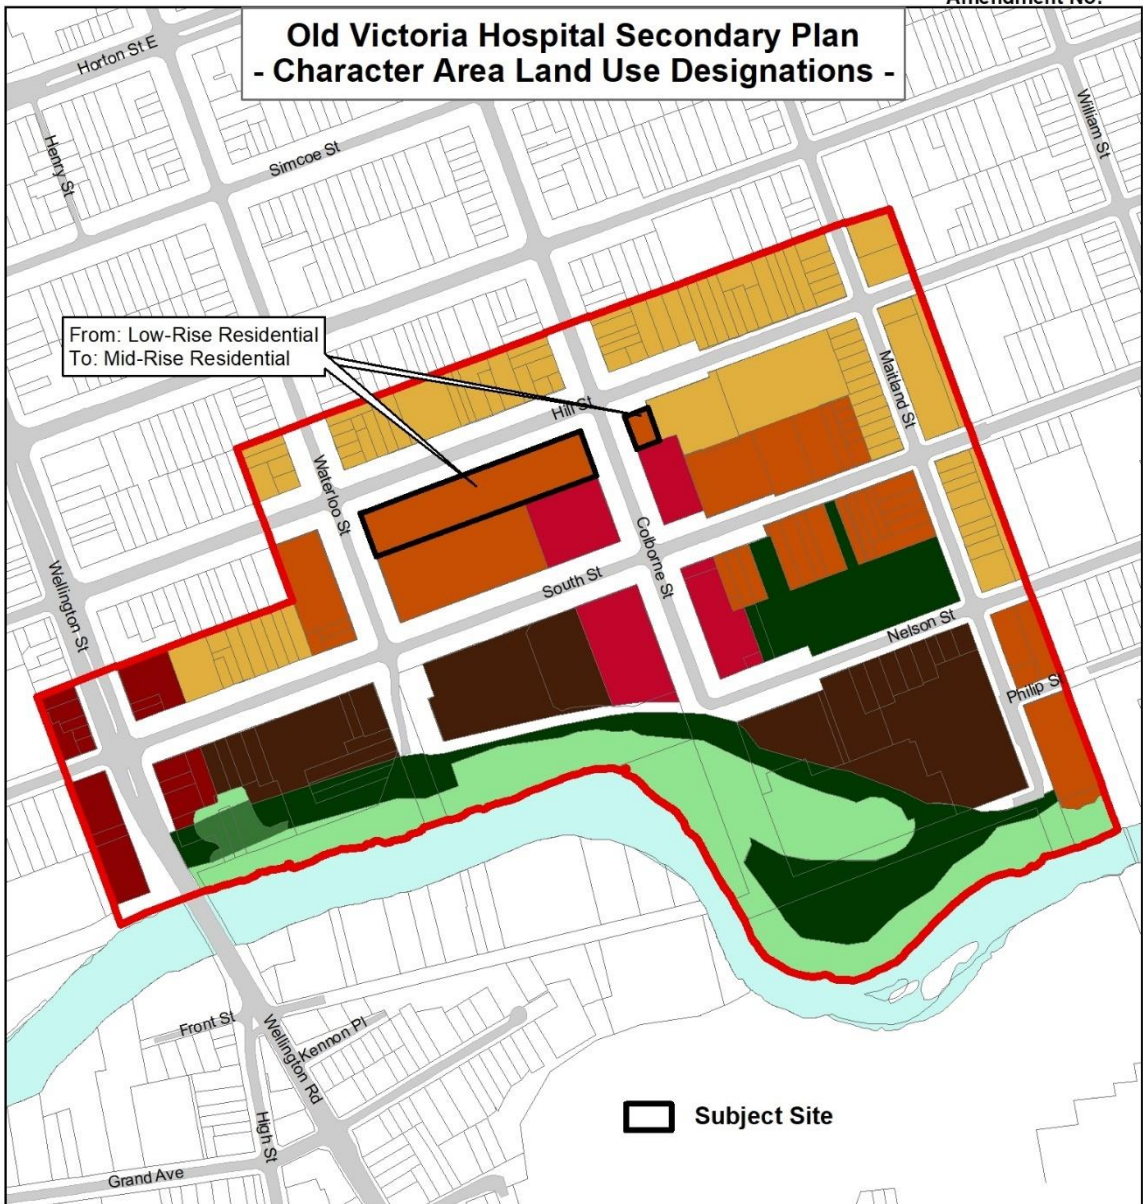 Amendment No.
Old Victoria Hospital Secondary Plan
- Character Area Land Use Designations -
Horton St E
Henry St
Simcoe St
William St
From: Low-Rise Residential
To: Mid-Rise Residential
Hill St
Maitland St
Waterloo St
Colborne St
South St
Wellington St
Nelson St
Philip St
Front St
Kennon Pl
Wellington Rd
High St
Grand Ave
Subject Site